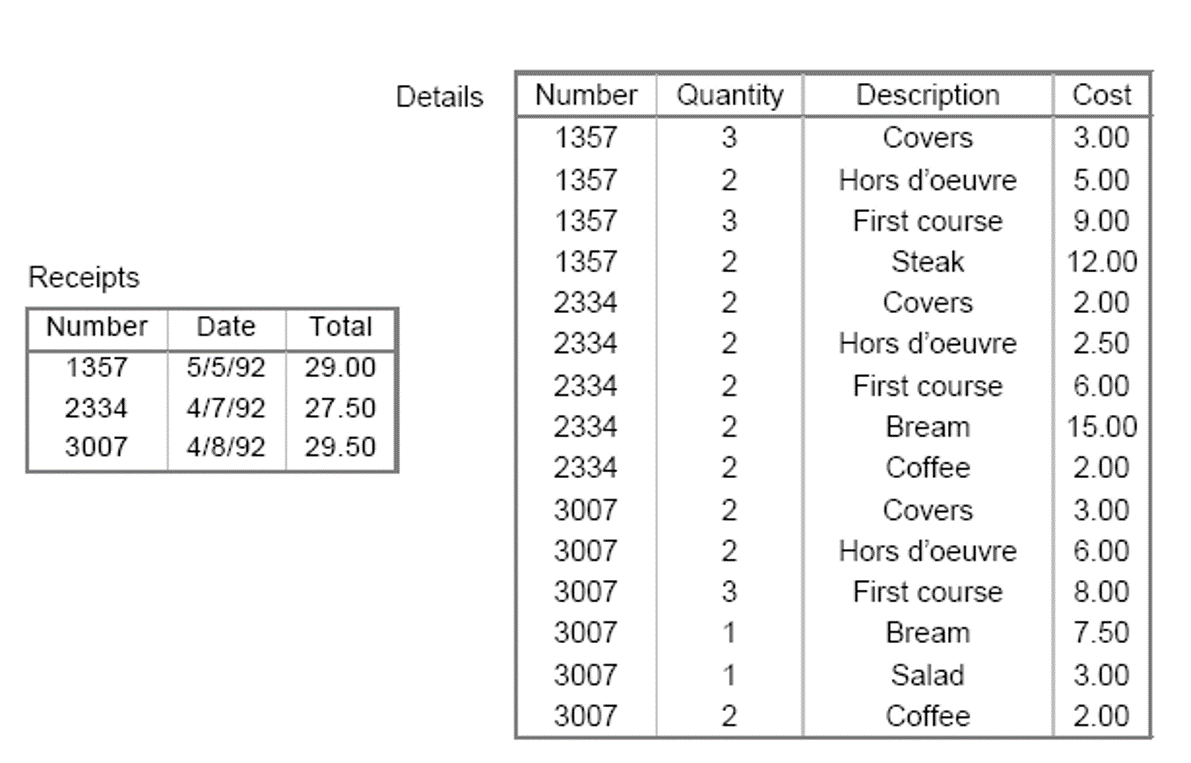 Receipts
Number Date Total
1357 5/5/92 29.00
2334 4/7/92 27.50
3007 4/8/92 29.50
Details
Number Quantity Description Cost
1357 3 Covers 3.00
1357 2 Hors d’oeuvre 5.00
1357 3 First course 9.00
1357 2 Steak 12.00
2334 2 Covers 2.00
2334 2 Hors d’oeuvre 2.50
2334 2 First course 6.00
2334 2 Bream 15.00
2334 2 Coffee 2.00
3007 2 Covers 3.00
3007 2 Hors d’oeuvre 6.00
3007 3 First course 8.00
3007 1 Bream 7.50
3007 1 Salad 3.00
3007 2 Coffee 2.00